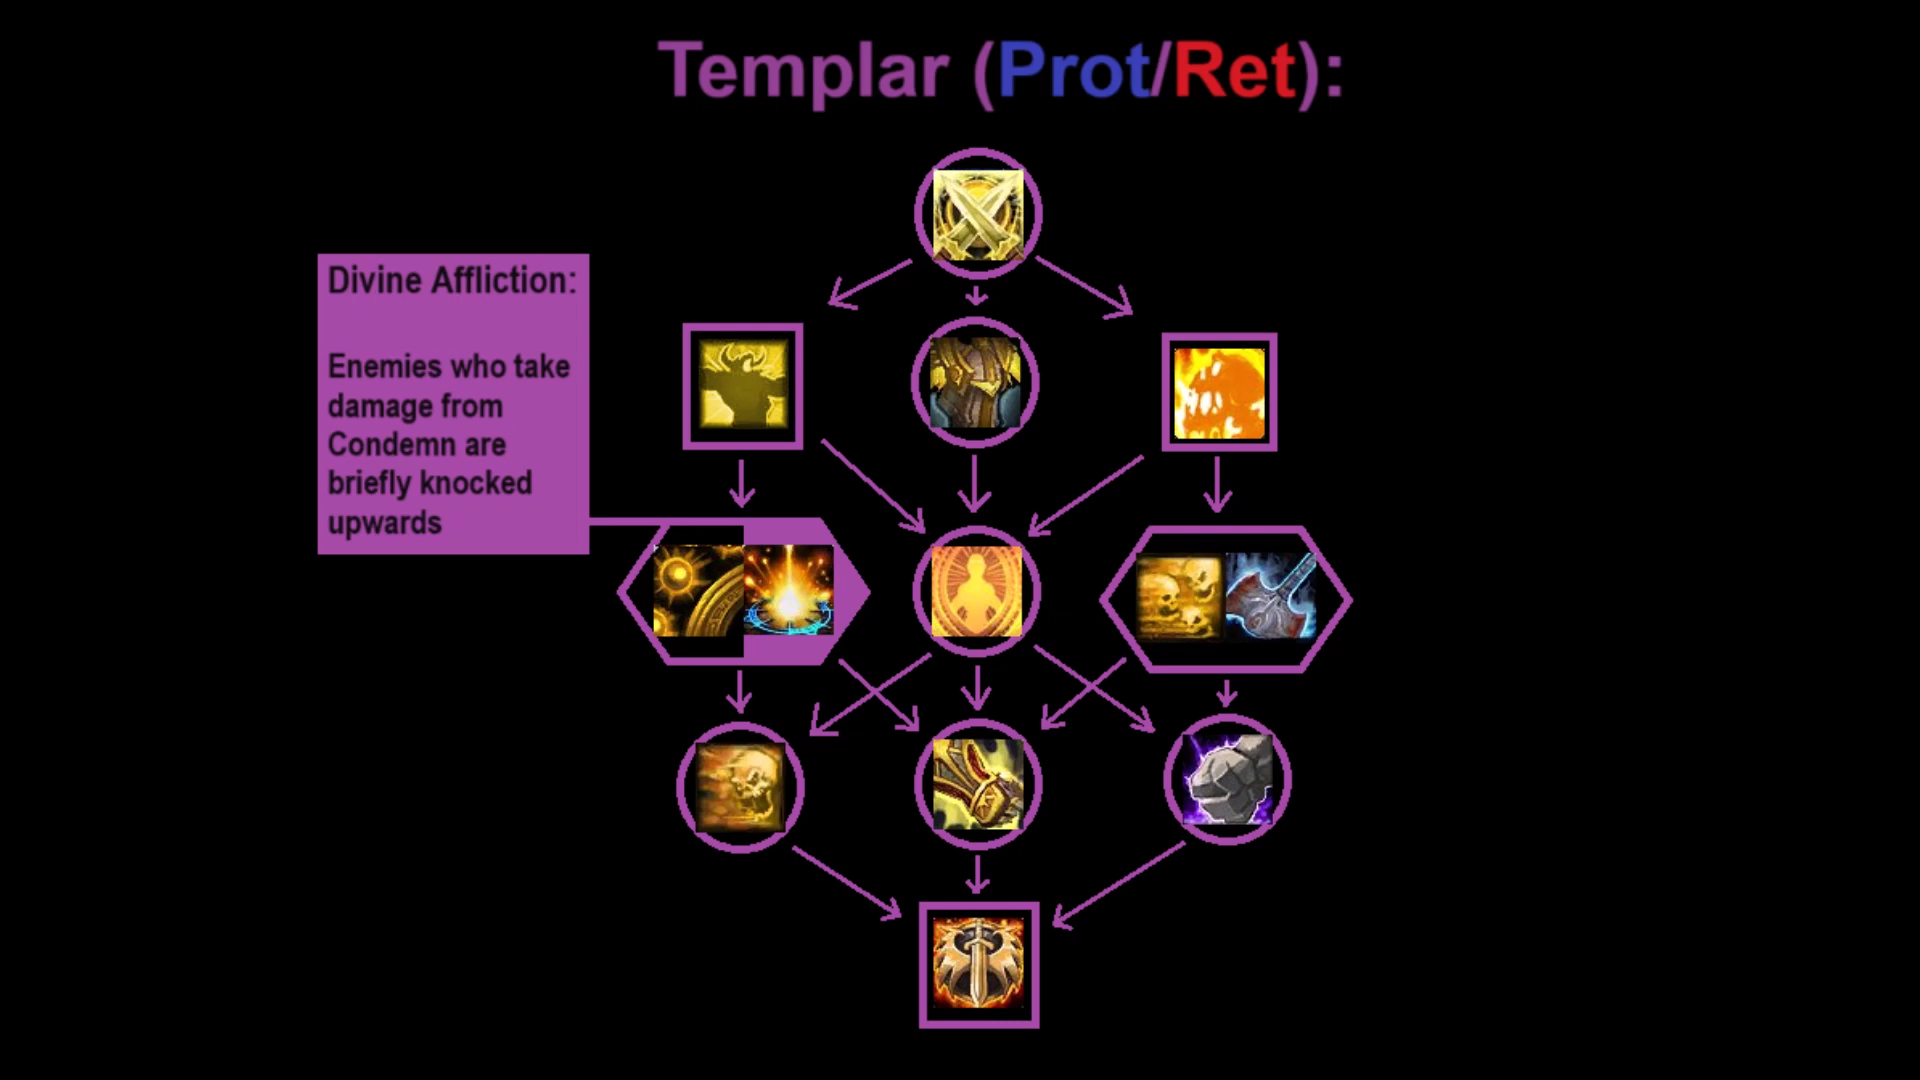 Templar (Prot/Ret):
Divine Affliction:
Enemies who take
damage from
Condemn are
briefly knocked
upwards